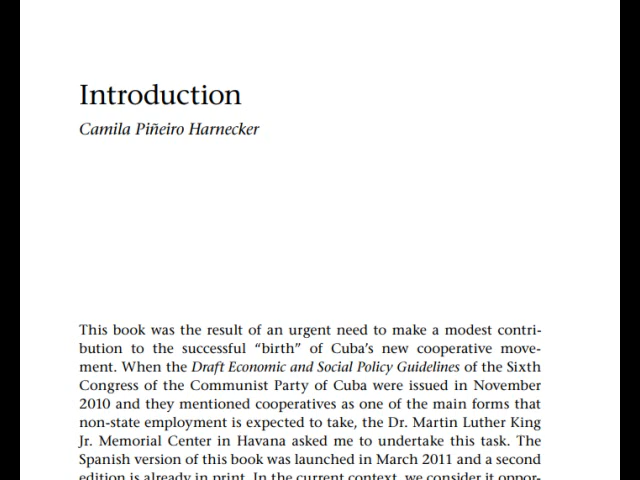 Introduction
Camila Piñeiro Harnecker
This book was the result of an urgent need to make a modest contri-
bution to the successful “birth” of Cuba’s new cooperative move-
ment. When the Draft Economic and Social Policy Guidelines of the Sixth
Congress of the Communist Party of Cuba were issued in November
2010 and they mentioned cooperatives as one of the main forms that
non-state employment is expected to take, the Dr. Martin Luther King
Jr. Memorial Center in Havana asked me to undertake this task. The
Spanish version of this book was launched in March 2011 and a second
edition is already in print. In the current context, we consider it oppor-